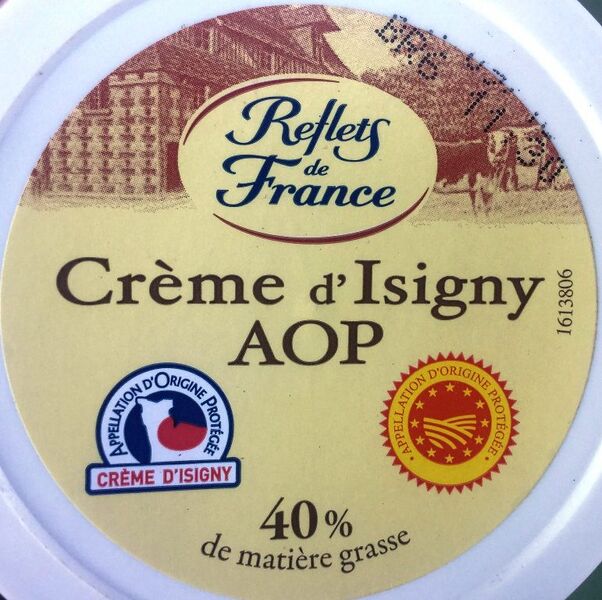 Reflets
de
France
Crème d'Isigny
AOP
1613806
APPELLATION D'ORIGINE PROTÉGÉE
CRÈME D'ISIGNY
APPELLATION D'ORIGINE PROTÉGÉE
40%
de matière grasse